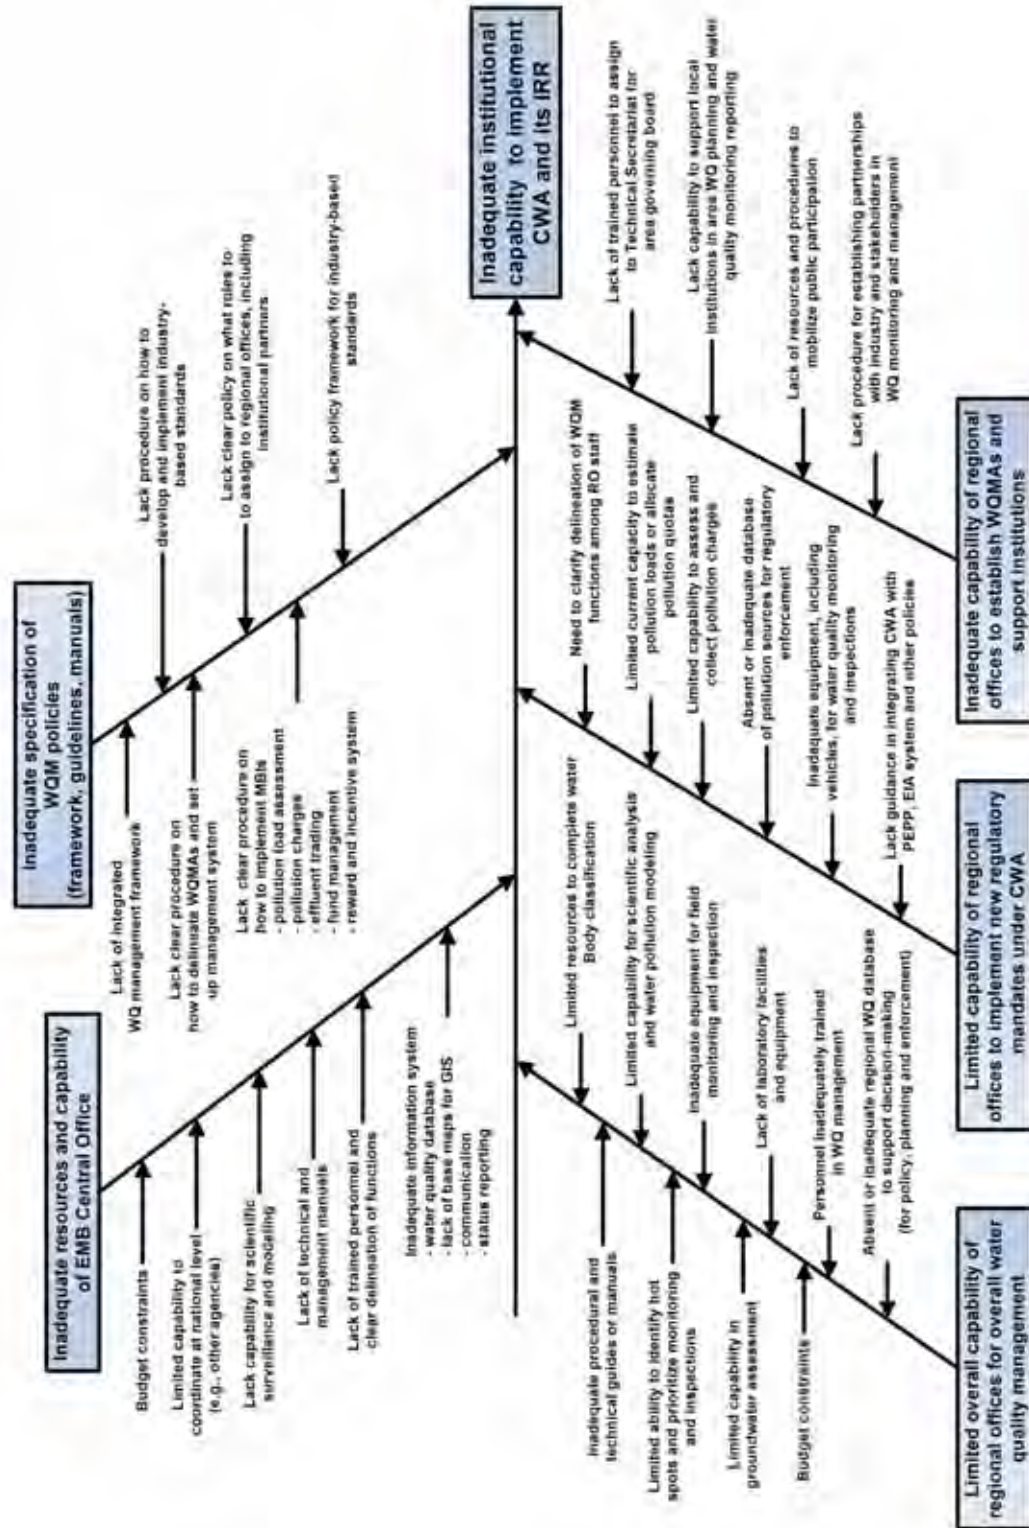 Inadequate resources and capability
of EMB Central Office
Budget constraints
Limited capability to
coordinate at national level
(e.g., other agencies)
Lack capability for scientific
surveillance and modeling
Lack of technical and
management manuals
Lack of trained personnel and
clear delineation of functions
Inadequate information system
- water quality database
- lack of base maps for GIS
- communication
- status reporting
Inadequate specification of
WQM policies
(framework, guidelines, manuals)
Lack of integrated
WQ management framework
Lack clear procedure on
how to delineate WQMAs and set
up management system
Lack clear procedure on
how to implement MBIs
- pollution load assessment
- pollution charges
- effluent trading
- fund management
- reward and incentive system
Lack procedure on how to
develop and implement industry-
based standards
Lack clear policy on what roles to
to assign to regional offices, including
institutional partners
Lack policy framework for industry-based
standards
Inadequate institutional
capability to implement
CWA and its IRR
Inadequate procedural and
technical guides or manuals
Limited ability to identify hot
spots and prioritize monitoring
and inspections
Limited capability in
groundwater assessment
Budget constraints
Limited resources to complete water
Body classification
Limited capability for scientific analysis
and water pollution modeling
Inadequate equipment for field
monitoring and inspection
Lack of laboratory facilities
and equipment
Personnel inadequately trained
in WQ management
Absent or inadequate regional WQ database
to support decision-making
(for policy, planning and enforcement)
Limited overall capability of
regional offices for overall water
quality management
Need to clarify delineation of WQM
functions among RO staff
Limited current capacity to estimate
pollution loads or allocate
pollution quotas
Limited capability to assess and
collect pollution charges
Absent or inadequate database
of pollution sources for regulatory
enforcement
Inadequate equipment, including
vehicles, for water quality monitoring
and inspections
Lack guidance in integrating CWA with
PEPP, EIA system and other policies
Limited capability of regional
offices to implement new regulatory
mandates under CWA
Lack of trained personnel to assign
to Technical Secretariat for
area governing board
Lack capability to support local
institutions in area WQ planning and water
quality monitoring reporting
Lack of resources and procedures to
mobilize public participation
Lack procedure for establishing partnerships
with industry and stakeholders in
WQ monitoring and management
Inadequate capability of regional
offices to establish WQMAs and
support institutions